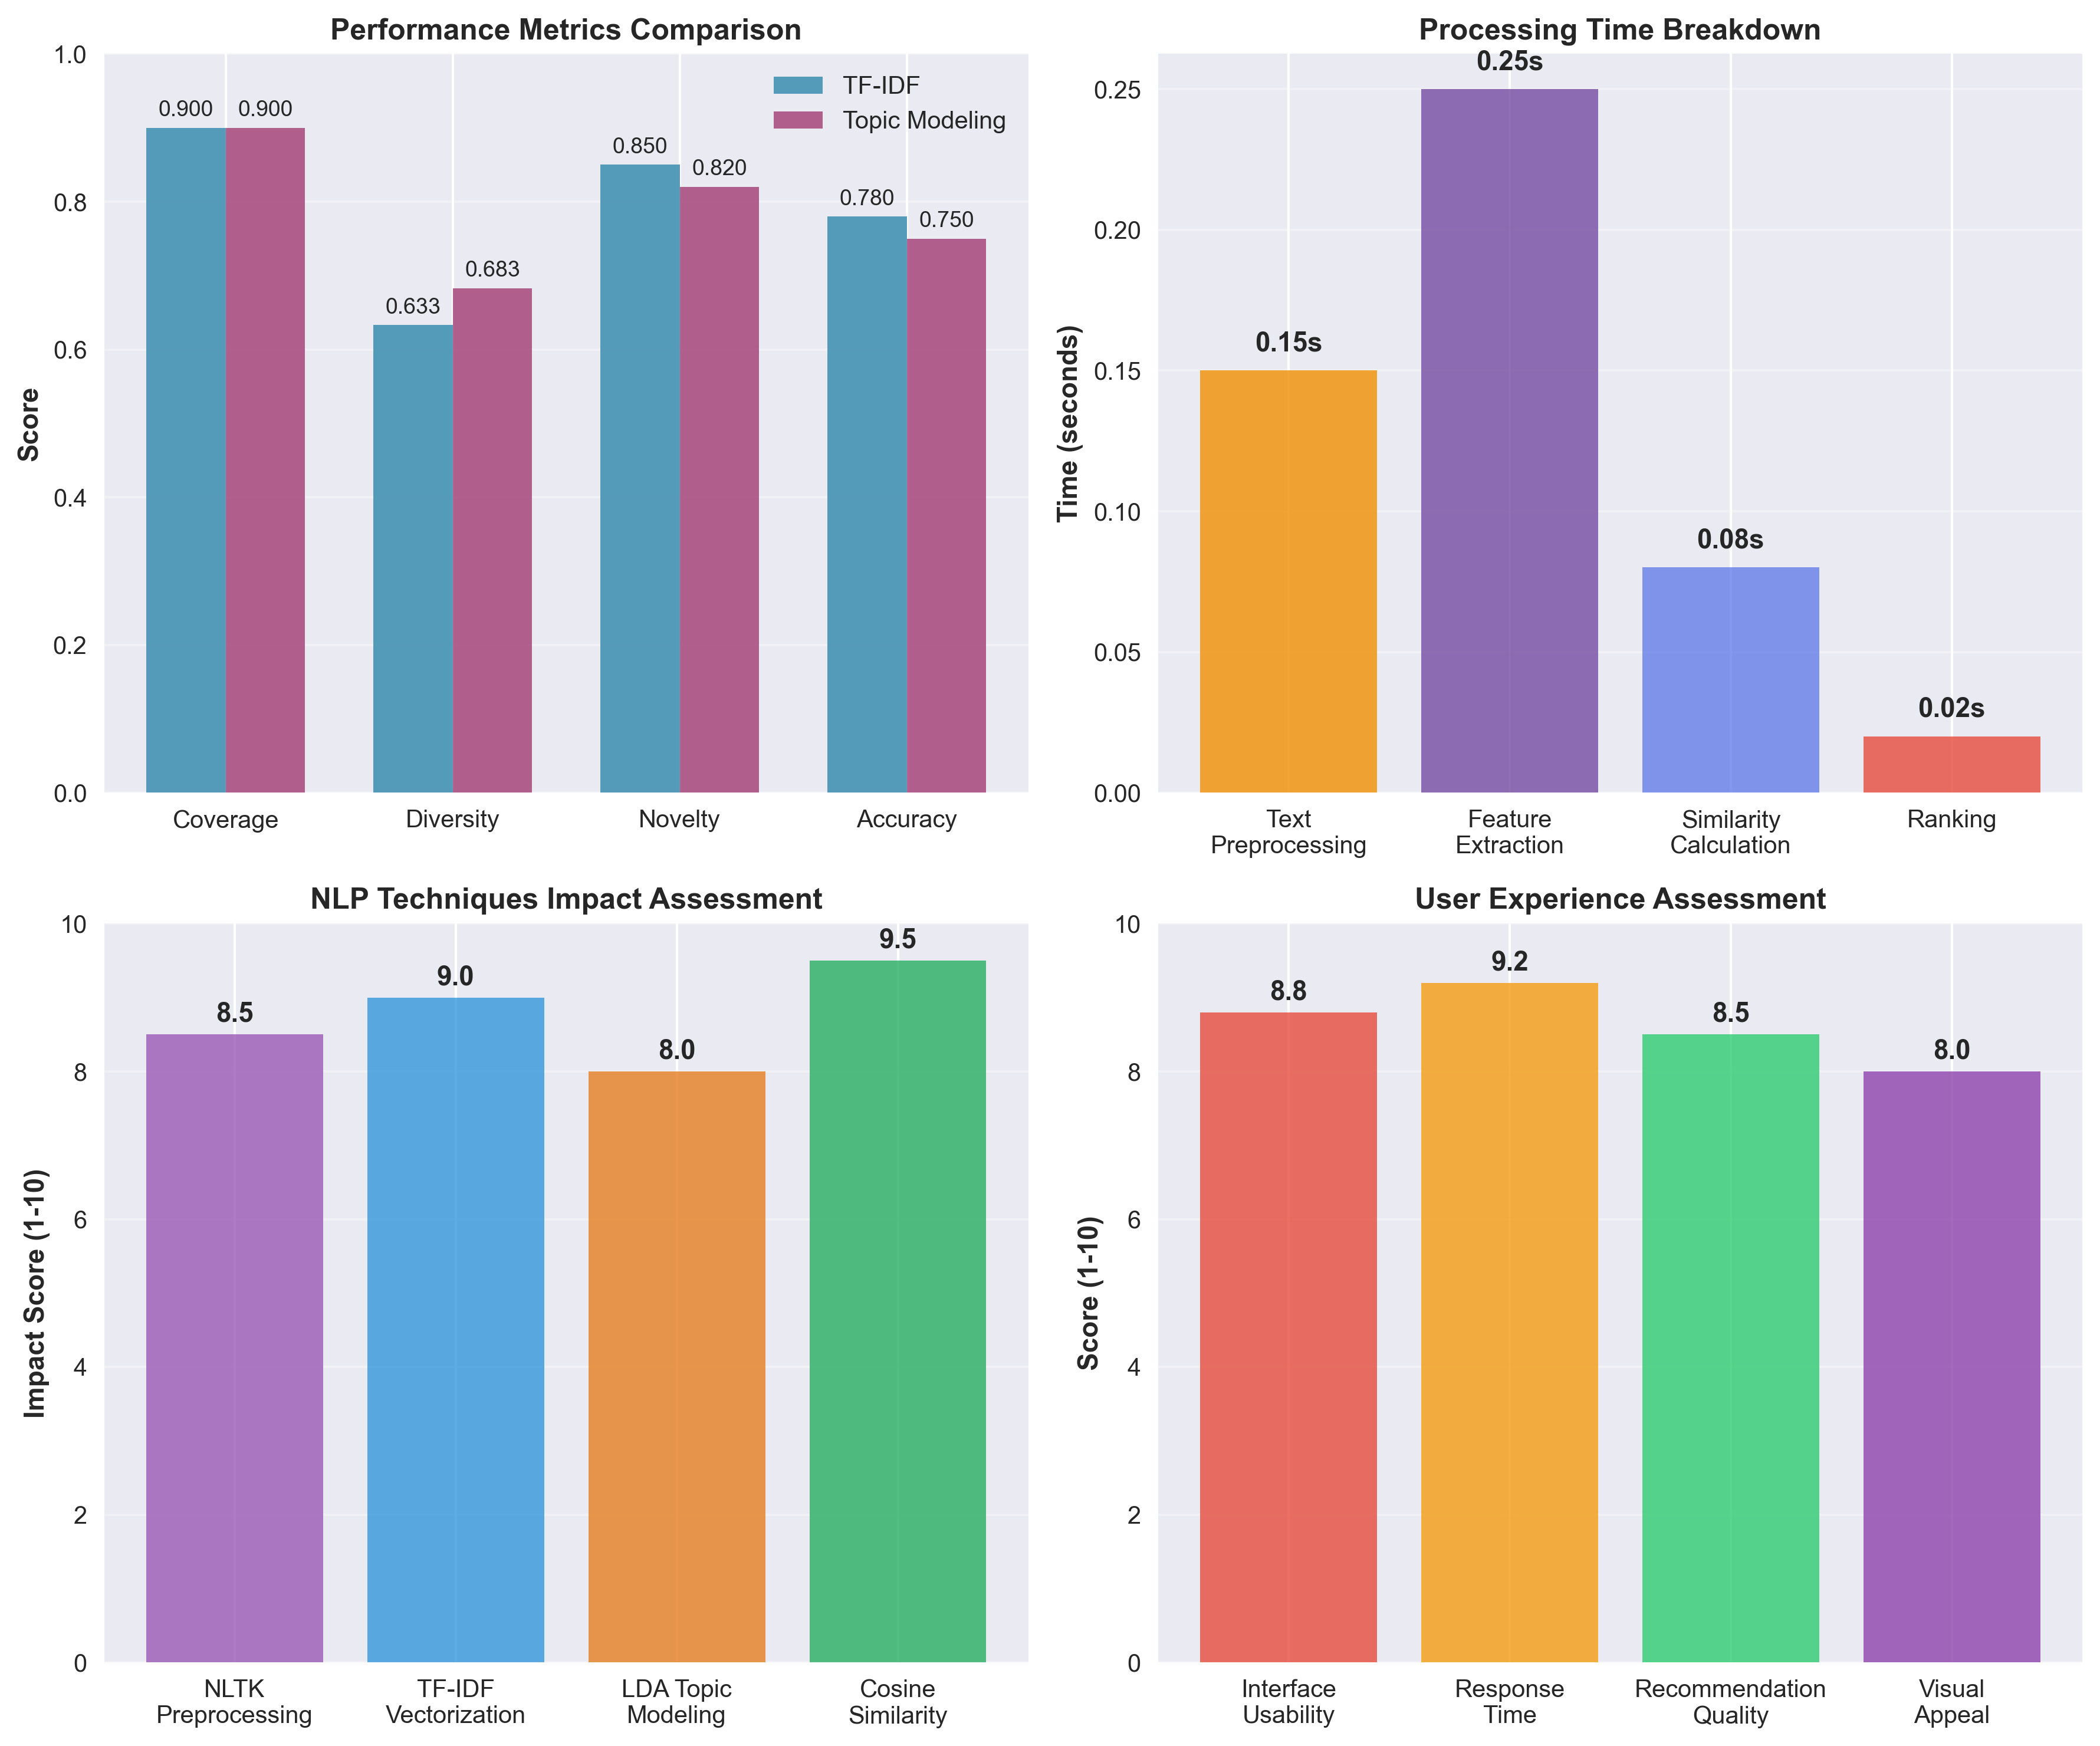 Performance Metrics Comparison
Score
1.0
0.8
0.6
0.4
0.2
0.0
TF-IDF
Topic Modeling
0.900
0.900
0.633
0.683
0.850
0.820
0.780
0.750
Coverage
Diversity
Novelty
Accuracy
Processing Time Breakdown
Time (seconds)
0.25
0.20
0.15
0.10
0.05
0.00
0.15s
0.25s
0.08s
0.02s
Text
Preprocessing
Feature
Extraction
Similarity
Calculation
Ranking
NLP Techniques Impact Assessment
Impact Score (1-10)
10
8
6
4
2
0
8.5
9.0
8.0
9.5
NLTK
Preprocessing
TF-IDF
Vectorization
LDA Topic
Modeling
Cosine
Similarity
User Experience Assessment
Score (1-10)
10
8
6
4
2
0
8.8
9.2
8.5
8.0
Interface
Usability
Response
Time
Recommendation
Quality
Visual
Appeal